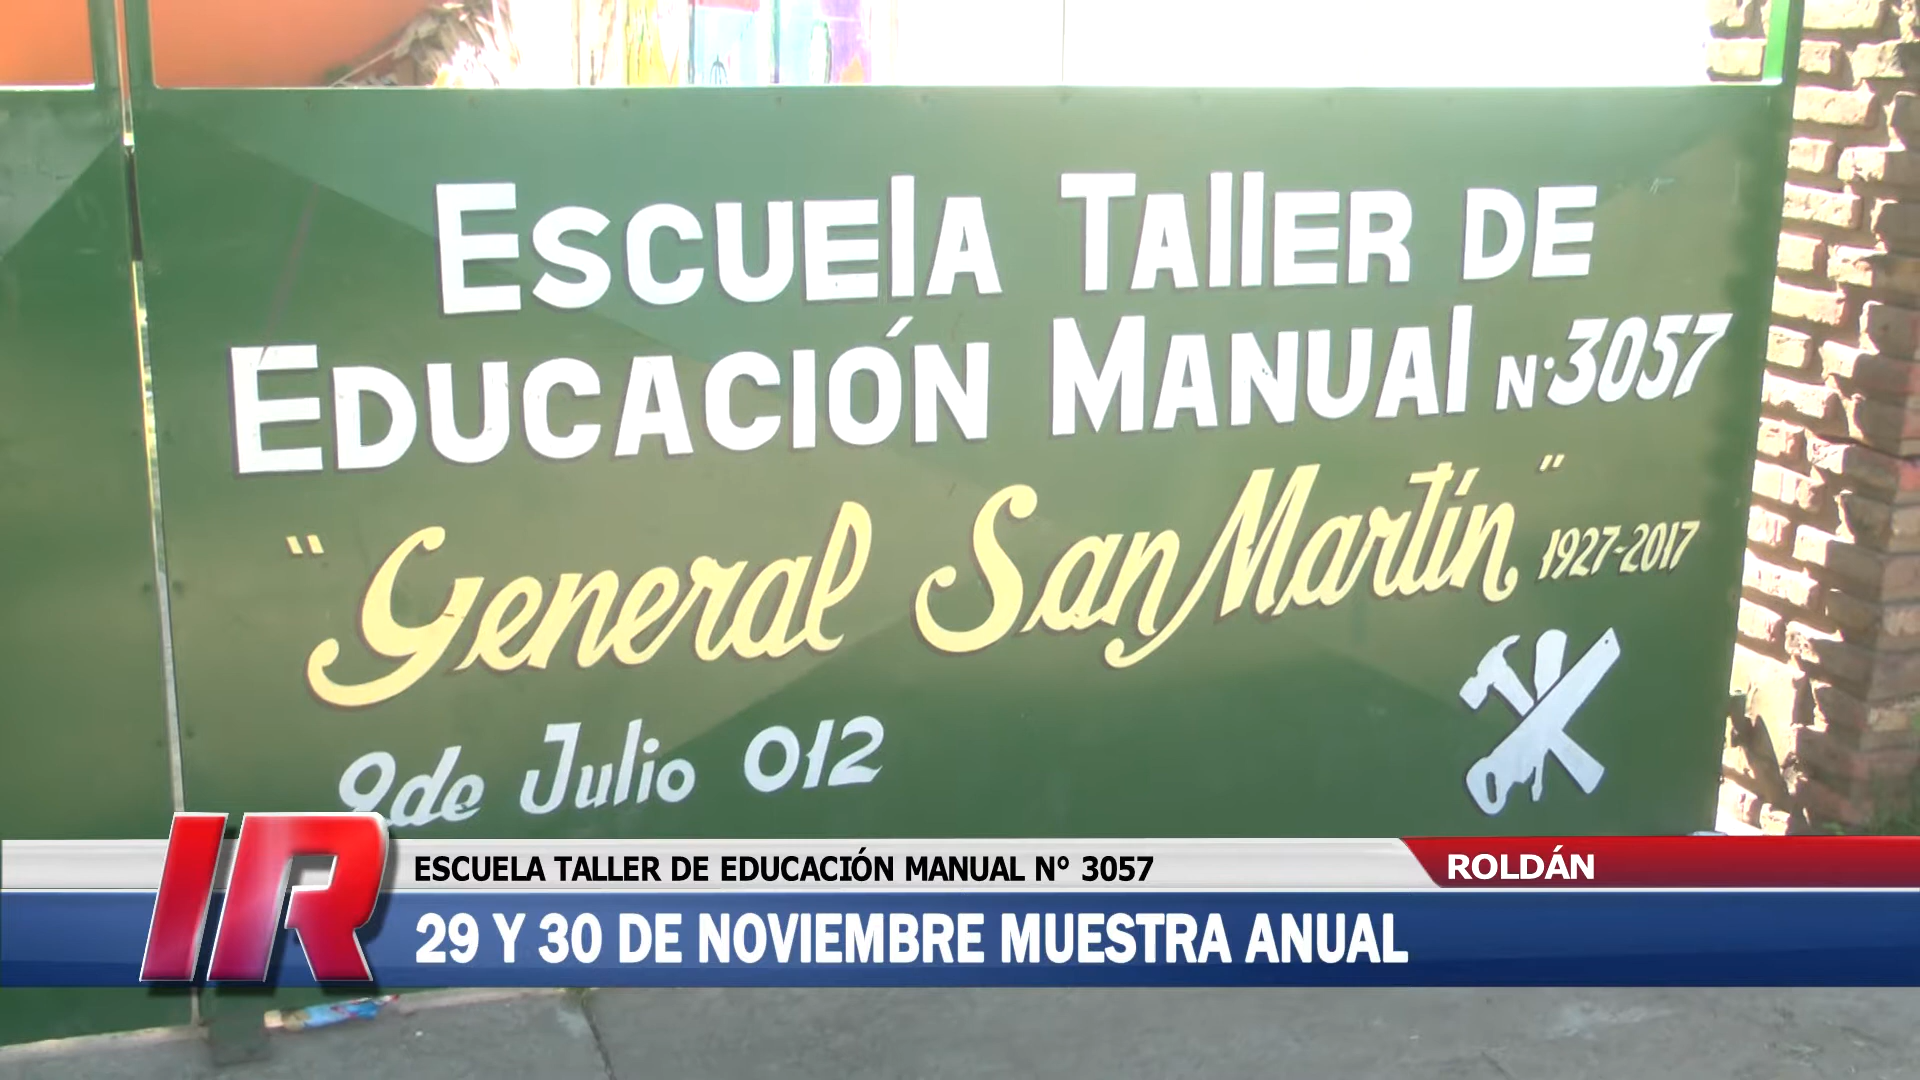 ESCUElA TAllER DE
EDUCACIÓN MANUAl N° 3057
"General San Martín" 1927-2017
9 de Julio 012
IR
ESCUELA TALLER DE EDUCACIÓN MANUAL N° 3057
ROLDÁN
29 Y 30 DE NOVIEMBRE MUESTRA ANUAL